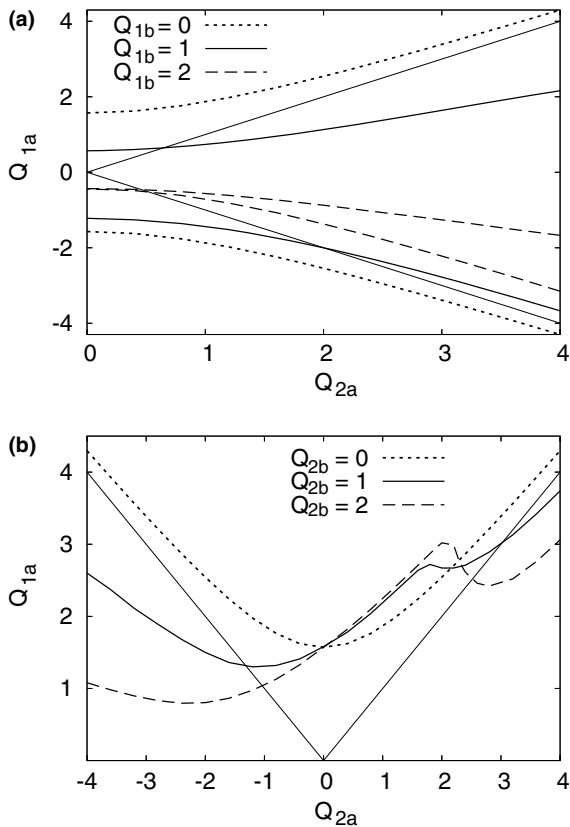 (a)
Q1b = 0
Q1b = 1
Q1b = 2
4
2
0
-2
-4
Q1a
0 1 2 3 4
Q2a
(b)
Q2b = 0
Q2b = 1
Q2b = 2
4
3
2
1
Q1a
-4 -3 -2 -1 0 1 2 3 4
Q2a